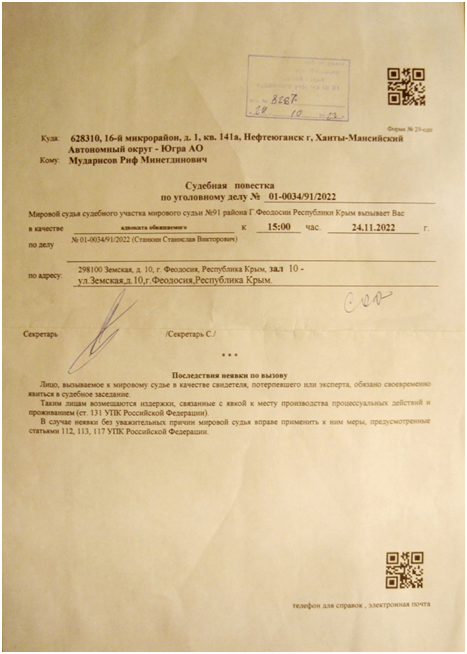 № 8287
24 10 22
Форма № 29-сдо
Куда: 628310, 16-й микрорайон, д. 1, кв. 141а, Нефтеюганск г, Ханты-Мансийский
Автономный округ - Югра АО
Кому: Мударисов Риф Минетдинович
Судебная повестка
по уголовному делу № 01-0034/91/2022
Мировой судья судебного участка мирового судьи №91 района Г.Феодосии Республики Крым вызывает Вас
в качестве адвоката обвиняемого к 15:00 час. 24.11.2022 г.
по делу № 01-0034/91/2022 (Станкин Станислав Викторович)
по адресу: 298100 Земская, д. 10, г. Феодосия, Республика Крым, зал 10 -
ул.Земская,д.10,г.Феодосия,Республика Крым.
Секретарь /Секретарь С./
* * *
Последствия неявки по вызову
Лицо, вызываемое к мировому судье в качестве свидетеля, потерпевшего или эксперта, обязано своевременно
явиться в судебное заседание.
Таким лицам возмещаются издержки, связанные с явкой к месту производства процессуальных действий и
проживанием (ст. 131 УПК Российской Федерации).
В случае неявки без уважительных причин мировой судья вправе применить к ним меры, предусмотренные
статьями 112, 113, 117 УПК Российской Федерации.
телефон для справок , электронная почта